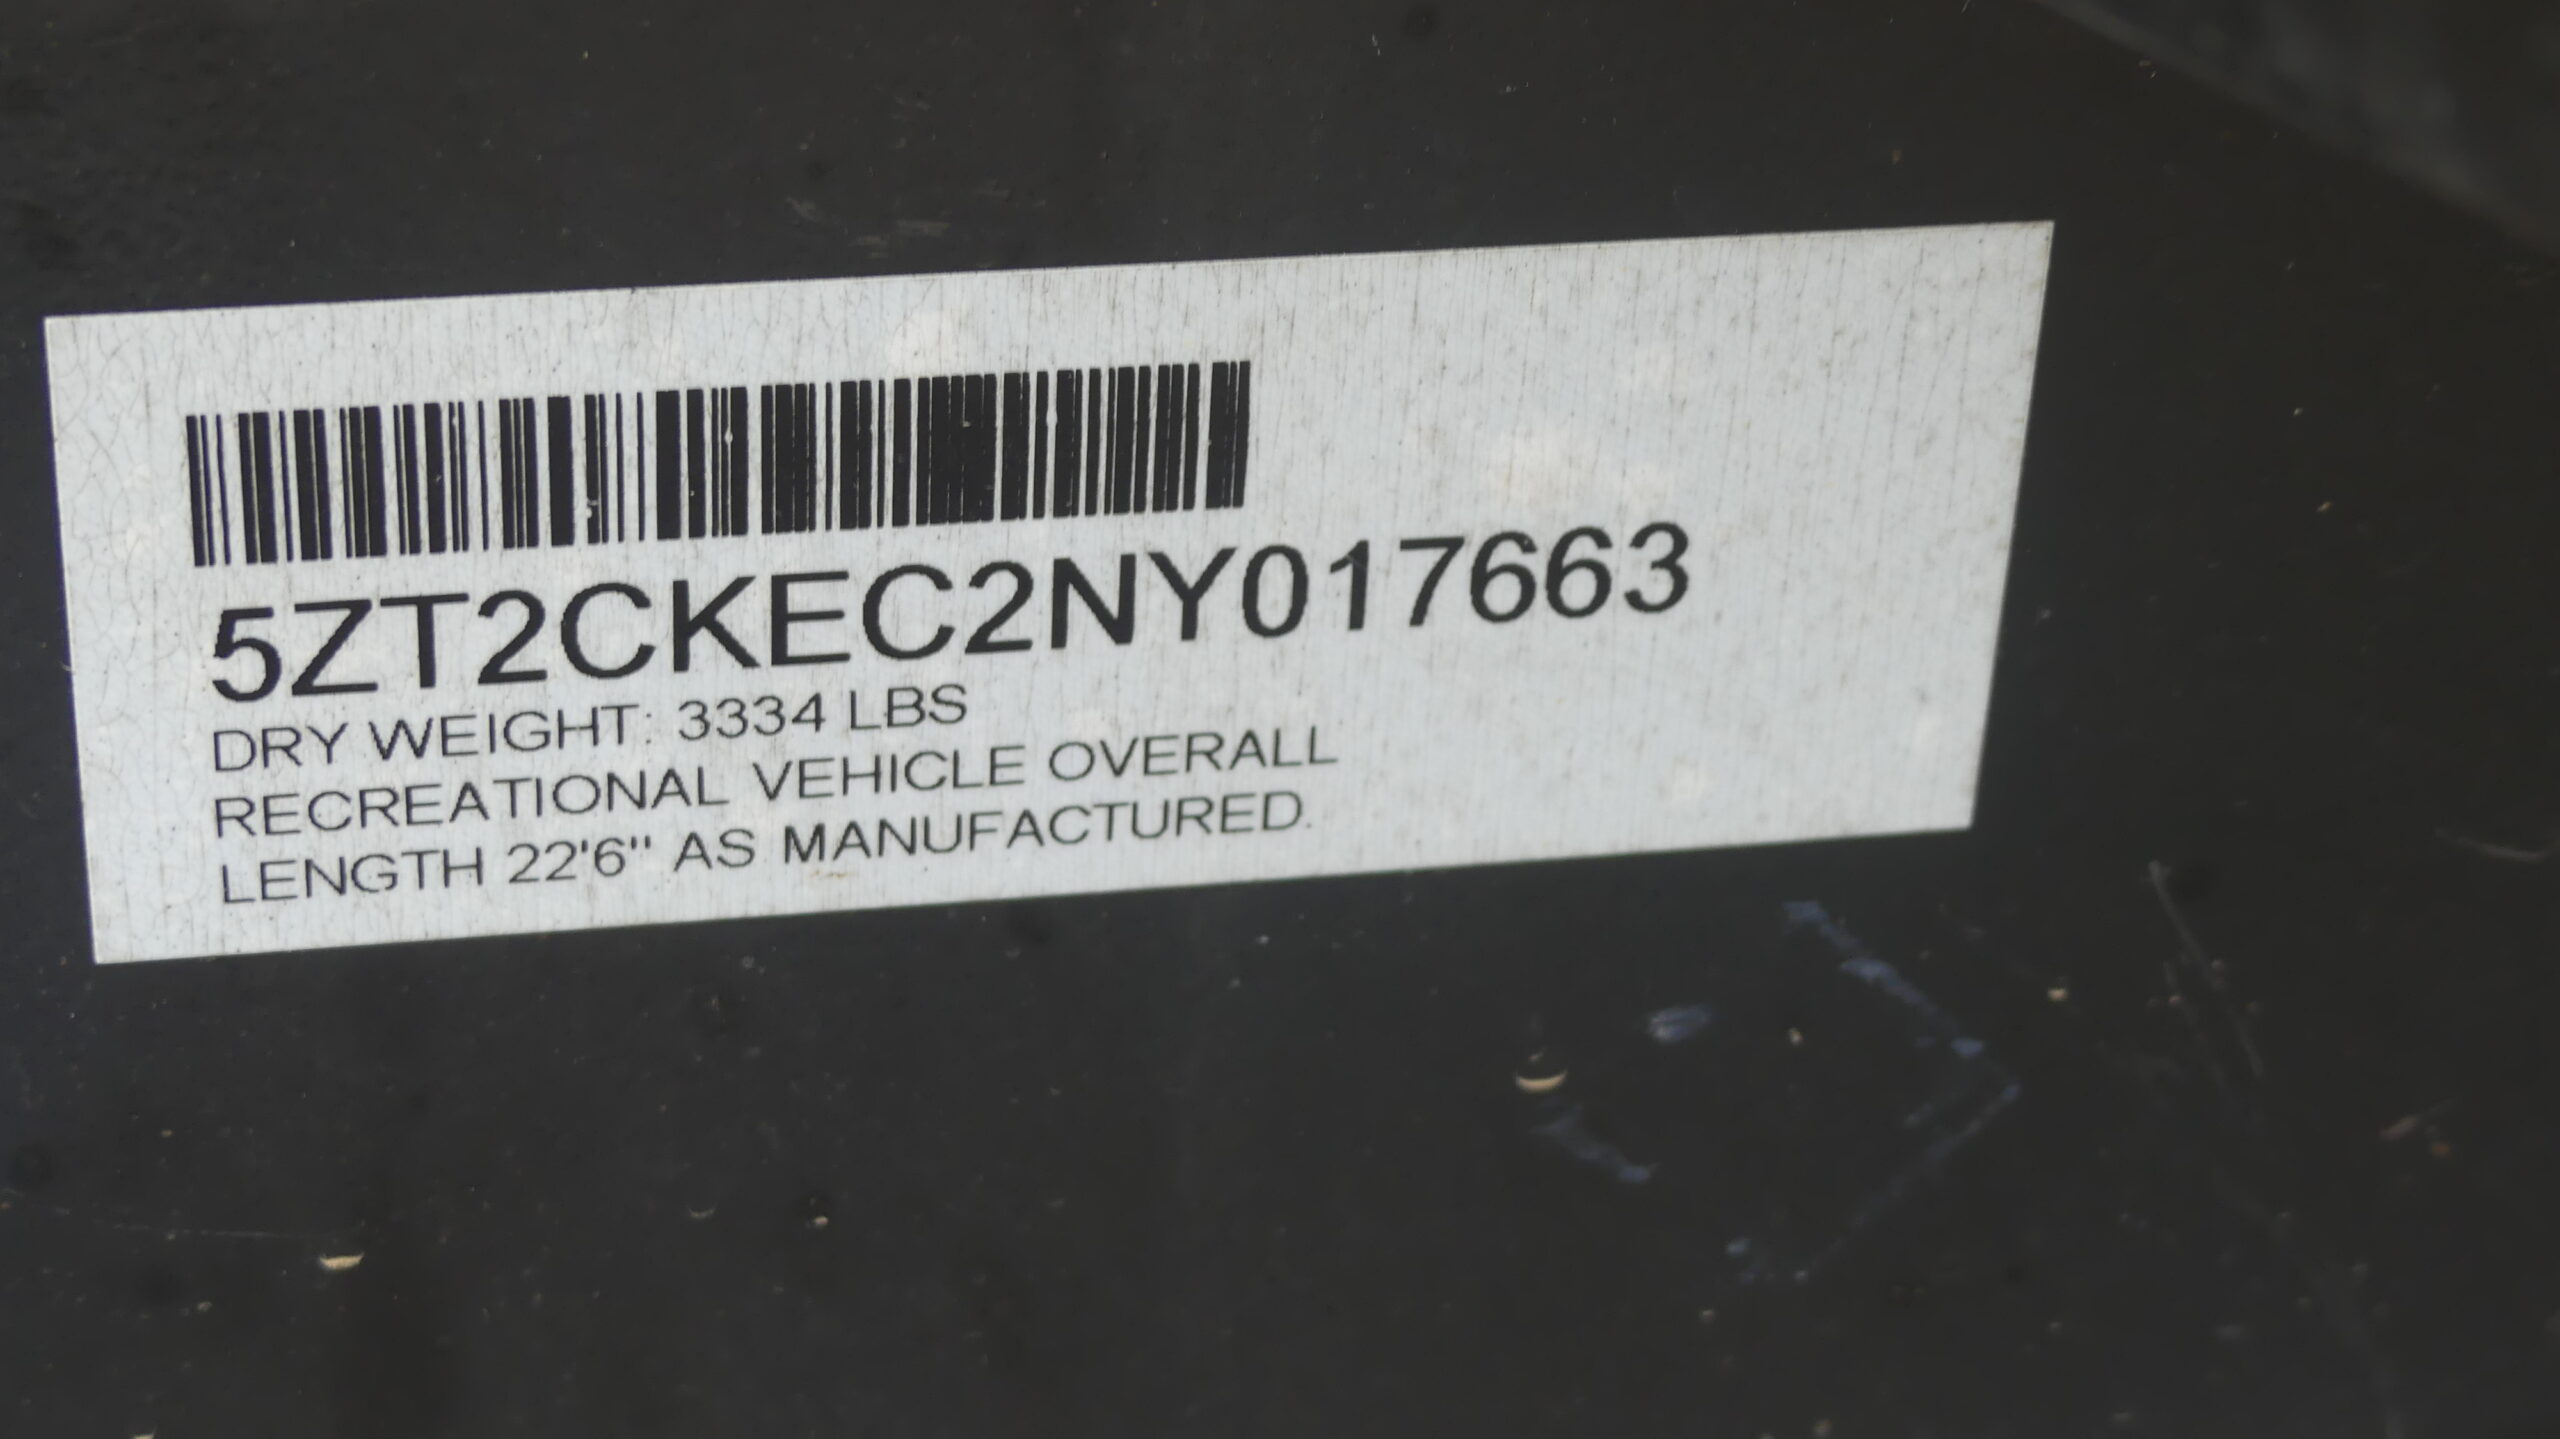 5ZT2CKEC2NY017663
DRY WEIGHT: 3334 LBS
RECREATIONAL VEHICLE OVERALL
LENGTH 22'6" AS MANUFACTURED.